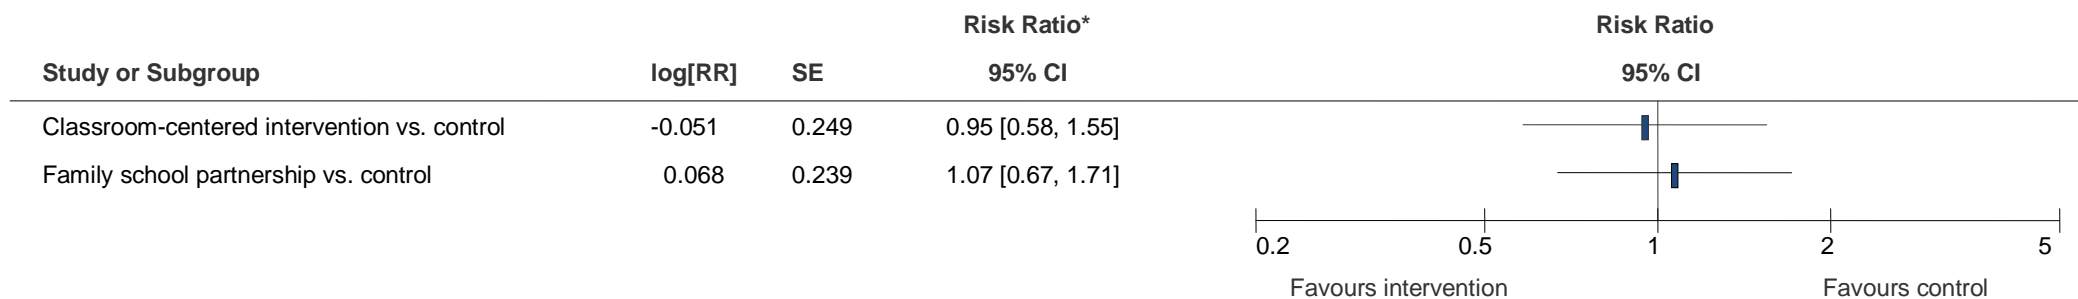 Risk Ratio* Risk Ratio
Study or Subgroup log[RR] SE 95% CI 95% CI
Classroom-centered intervention vs. control -0.051 0.249 0.95 [0.58, 1.55]
Family school partnership vs. control 0.068 0.239 1.07 [0.67, 1.71]
0.2 0.5 1 2 5
Favours intervention Favours control